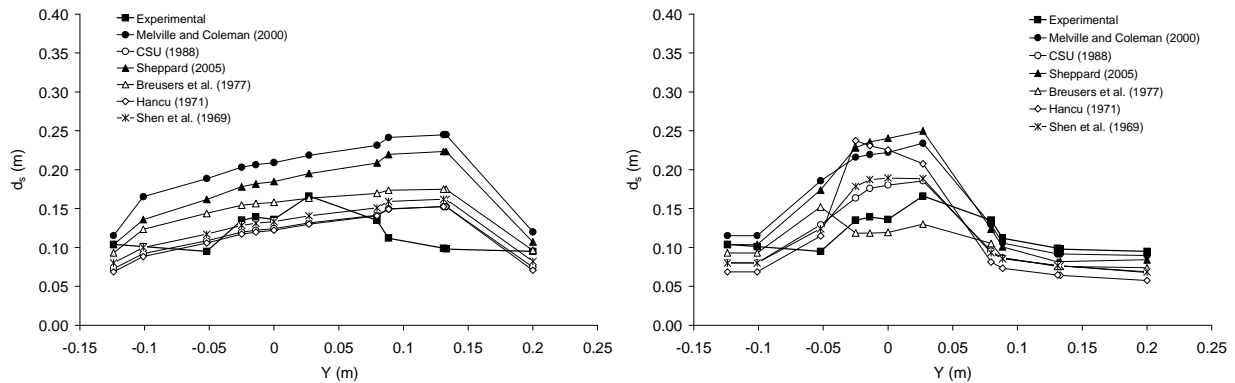 0.40
0.35
0.30
0.25
0.20
0.15
0.10
0.05
0.00
d_s (m)
Experimental
Melville and Coleman (2000)
CSU (1988)
Sheppard (2005)
Breusers et al. (1977)
Hancu (1971)
Shen et al. (1969)
-0.15 -0.1 -0.05 0 0.05 0.1 0.15 0.2 0.25
Y (m)
0.40
0.35
0.30
0.25
0.20
0.15
0.10
0.05
0.00
d_s (m)
Experimental
Melville and Coleman (2000)
CSU (1988)
Sheppard (2005)
Breusers et al. (1977)
Hancu (1971)
Shen et al. (1969)
-0.15 -0.1 -0.05 0 0.05 0.1 0.15 0.2 0.25
Y (m)